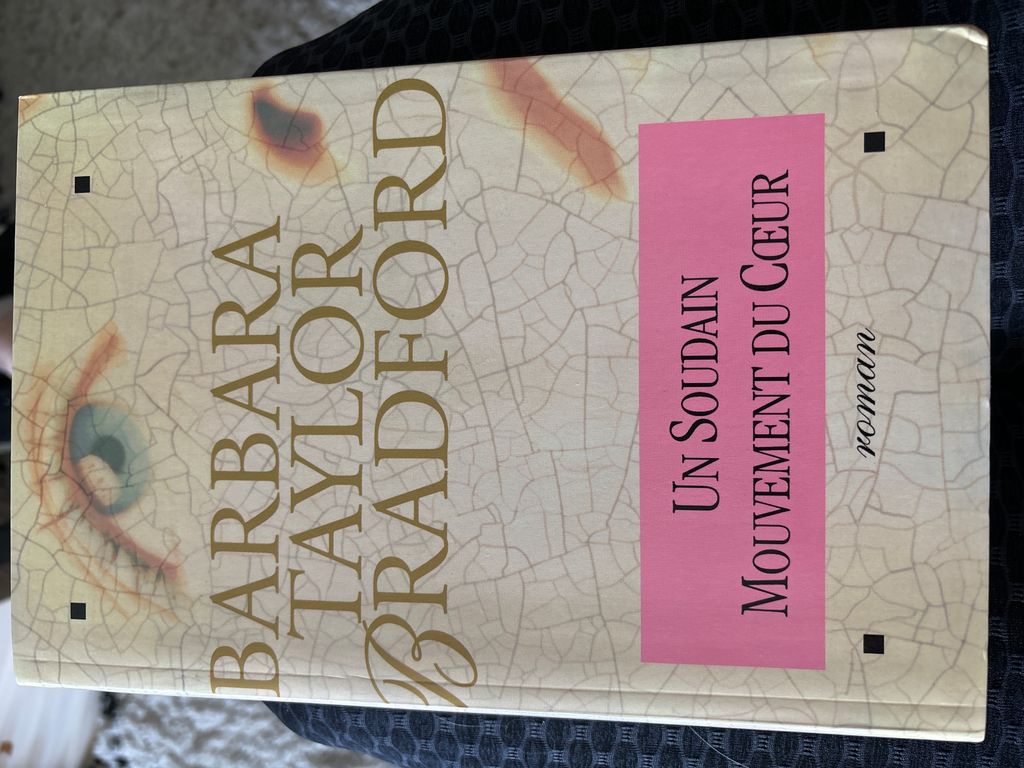 BARBARA
TAYLOR
BRADFORD
UN SOUDAIN
MOUVEMENT DU CŒUR
roman